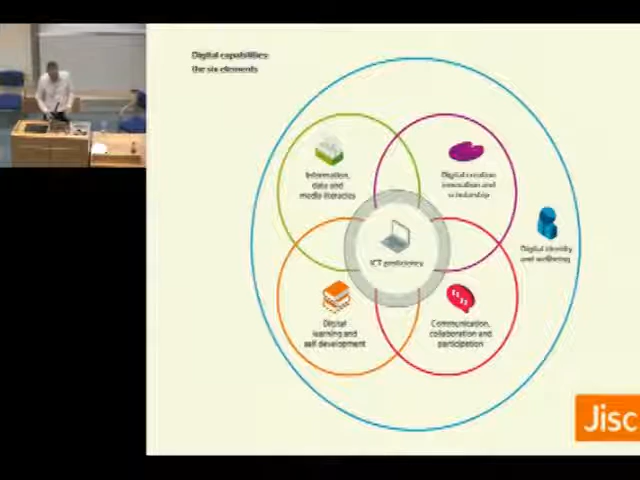 Digital capabilities:
the six elements
Information,
data and
media literacies
Digital creation
innovation and
scholarship
Digital identity
and wellbeing
ICT proficiency
Digital
learning and
self development
Communication,
collaboration and
participation
Jisc